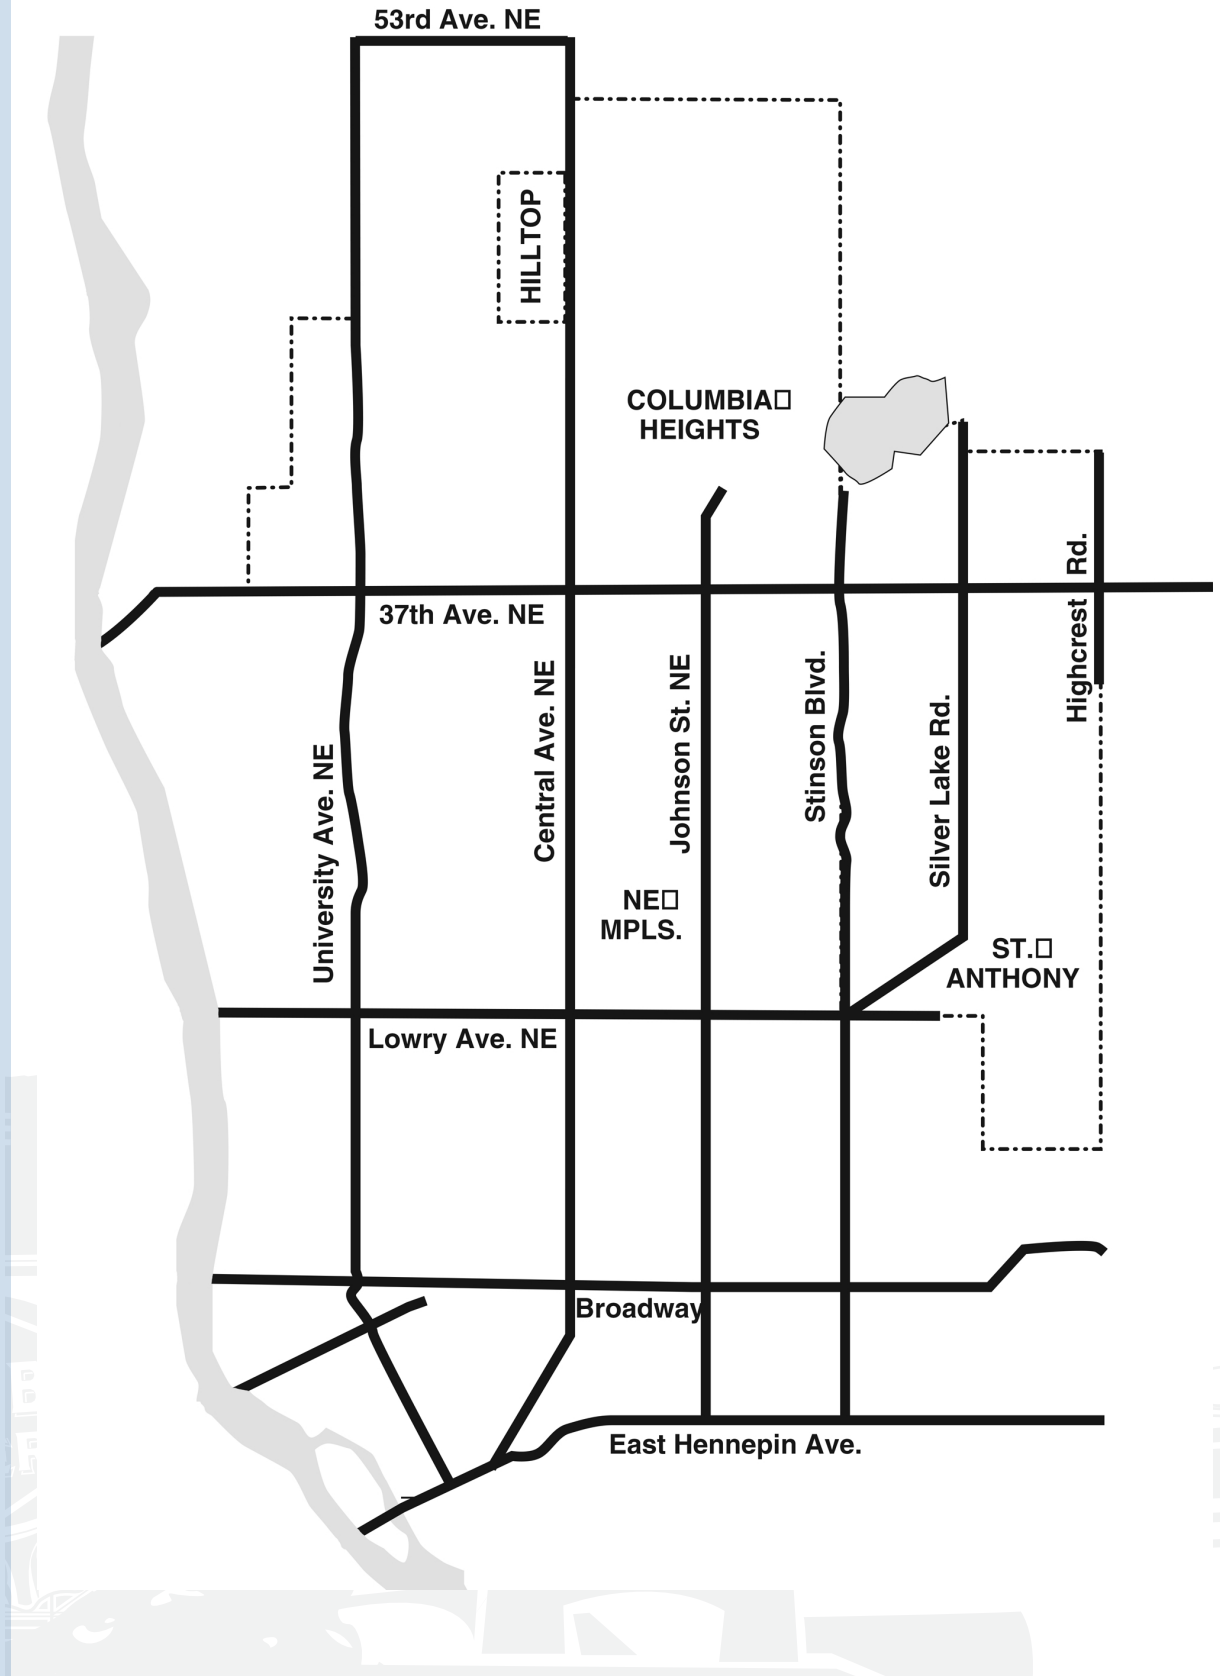 53rd Ave. NE
HILLTOP
COLUMBIA
HEIGHTS
37th Ave. NE
Highcrest Rd.
University Ave. NE
Central Ave. NE
Johnson St. NE
Stinson Blvd.
Silver Lake Rd.
NE
MPLS.
ST.
ANTHONY
Lowry Ave. NE
Broadway
East Hennepin Ave.